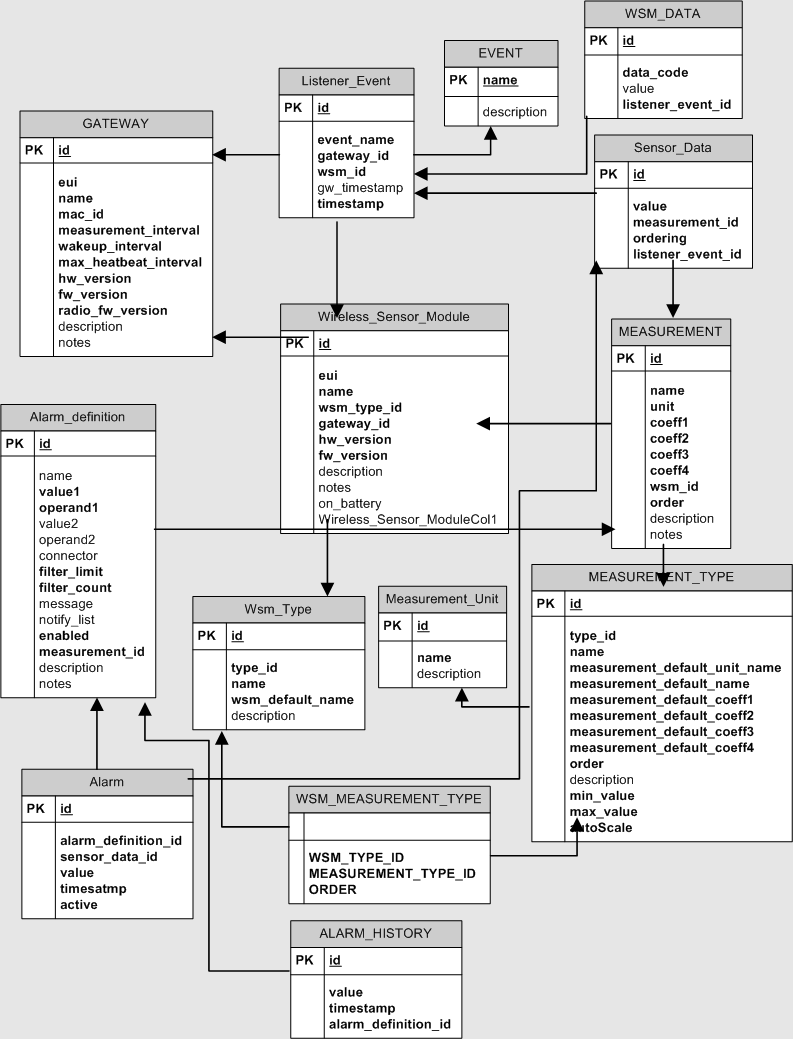 WSM_DATA
PK id
data_code
value
listener_event_id
EVENT
PK name
description
Listener_Event
PK id
event_name
gateway_id
wsm_id
gw_timestamp
timestamp
GATEWAY
PK id
eui
name
mac_id
measurement_interval
wakeup_interval
max_heatbeat_interval
hw_version
fw_version
radio_fw_version
description
notes
Sensor_Data
PK id
value
measurement_id
ordering
listener_event_id
Wireless_Sensor_Module
PK id
eui
name
wsm_type_id
gateway_id
hw_version
fw_version
description
notes
on_battery
Wireless_Sensor_ModuleCol1
MEASUREMENT
PK id
name
unit
coeff1
coeff2
coeff3
coeff4
wsm_id
order
description
notes
Alarm_definition
PK id
name
value1
operand1
value2
operand2
connector
filter_limit
filter_count
message
notify_list
enabled
measurement_id
description
notes
MEASUREMENT_TYPE
PK id
type_id
name
measurement_default_unit_name
measurement_default_name
measurement_default_coeff1
measurement_default_coeff2
measurement_default_coeff3
measurement_default_coeff4
order
description
min_value
max_value
autoScale
Measurement_Unit
PK id
name
description
Wsm_Type
PK id
type_id
name
wsm_default_name
description
Alarm
PK id
alarm_definition_id
sensor_data_id
value
timesatmp
active
WSM_MEASUREMENT_TYPE
WSM_TYPE_ID
MEASUREMENT_TYPE_ID
ORDER
ALARM_HISTORY
PK id
value
timestamp
alarm_definition_id